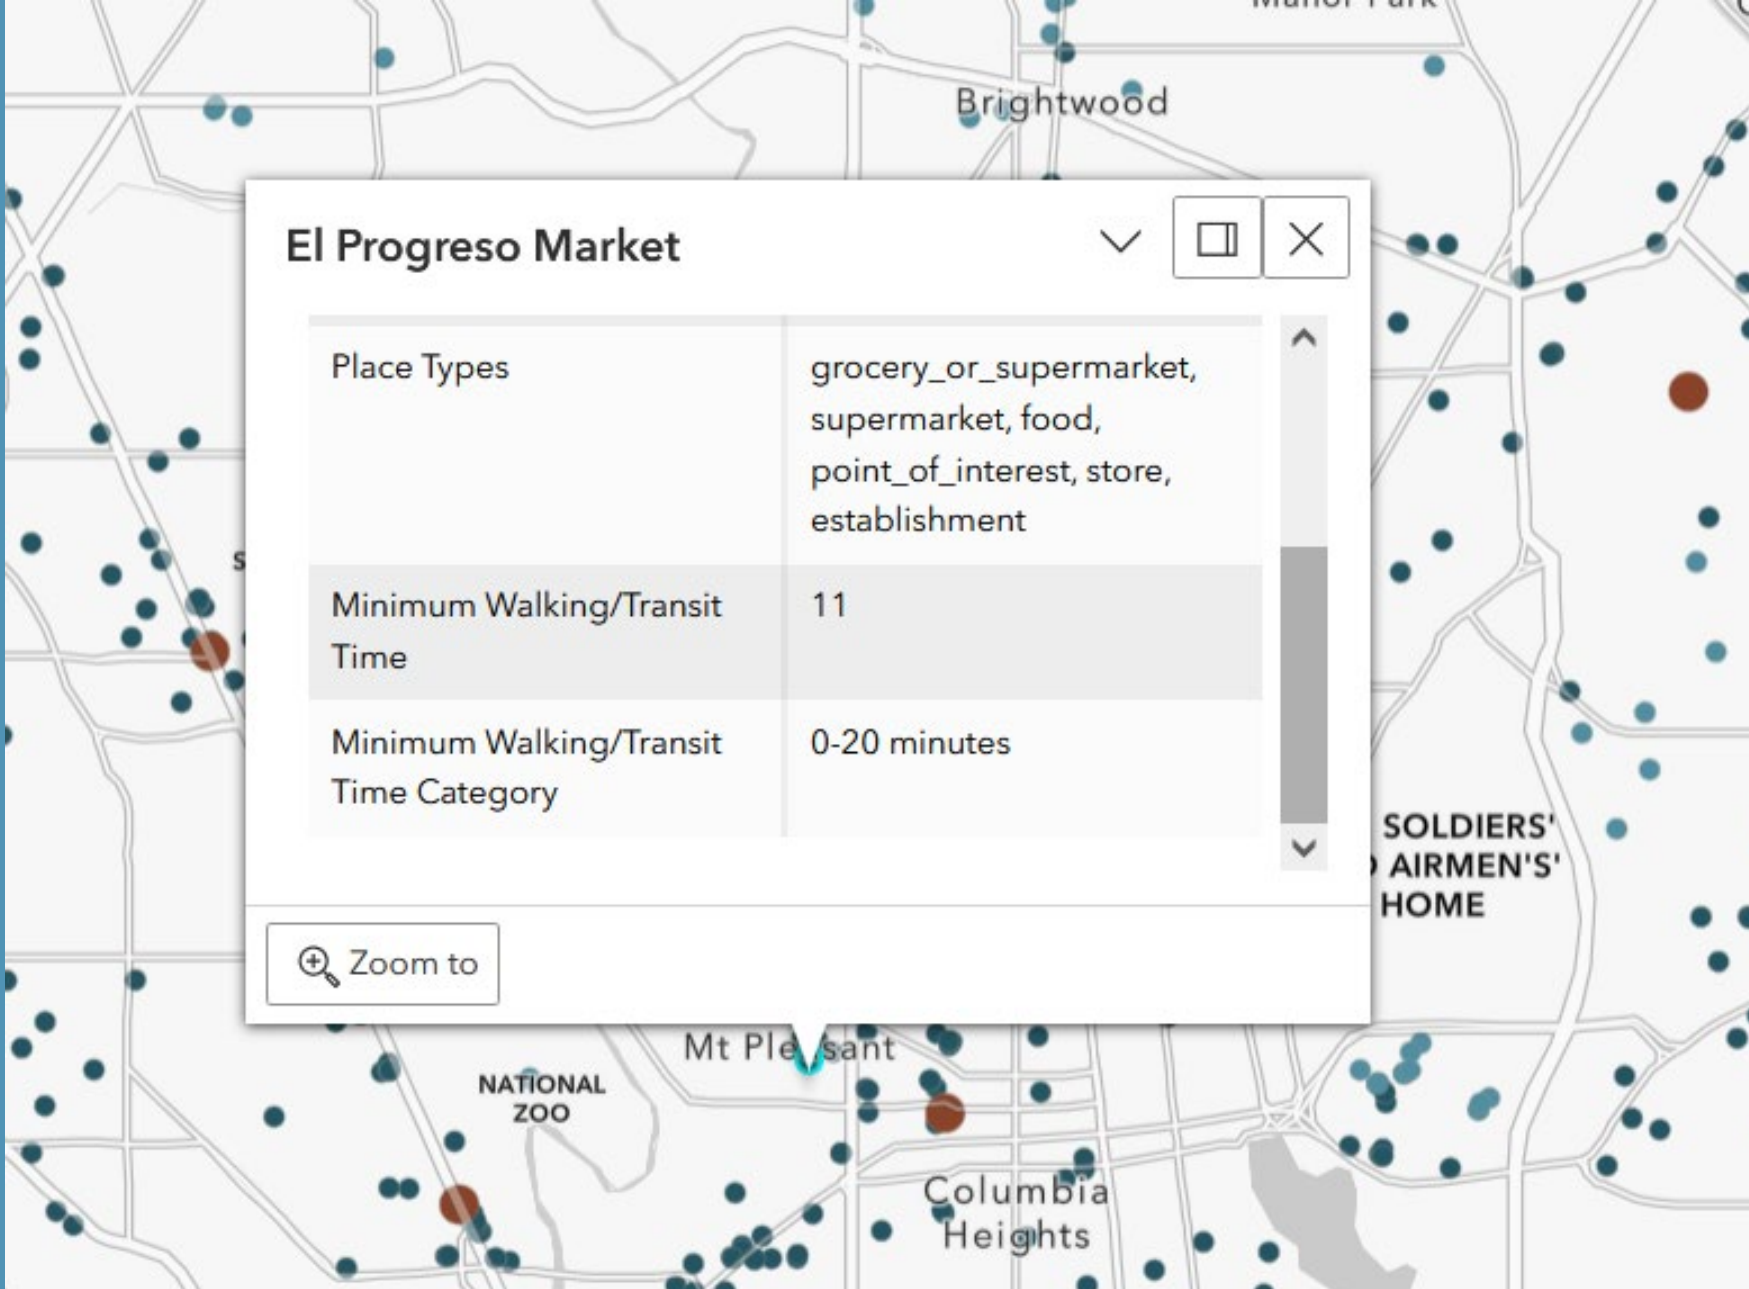 Brightwood
El Progreso Market
Place Types
grocery_or_supermarket,
supermarket, food,
point_of_interest, store,
establishment
Minimum Walking/Transit
Time
11
Minimum Walking/Transit
Time Category
0-20 minutes
Zoom to
SOLDIERS'
AIRMEN'S'
HOME
NATIONAL
ZOO
Columbia
Heights